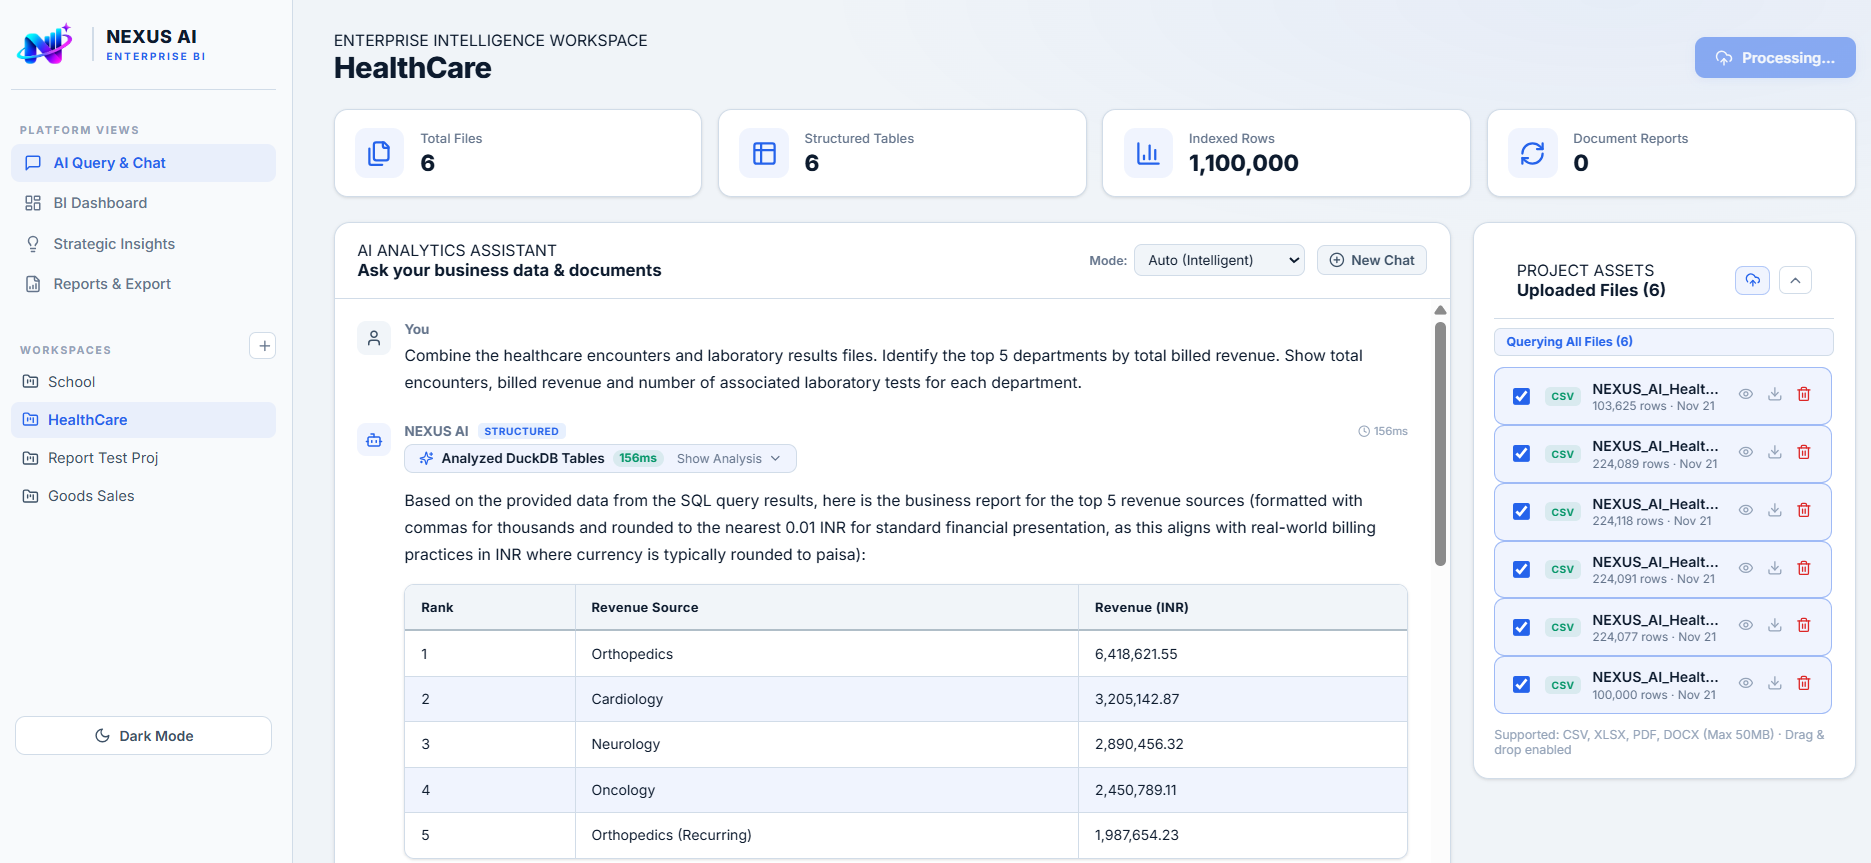 NEXUS AI
ENTERPRISE BI
PLATFORM VIEWS
AI Query & Chat
BI Dashboard
Strategic Insights
Reports & Export
WORKSPACES
School
HealthCare
Report Test Proj
Goods Sales
Dark Mode
ENTERPRISE INTELLIGENCE WORKSPACE
HealthCare
Processing...
Total Files
6
Structured Tables
6
Indexed Rows
1,100,000
Document Reports
0
AI ANALYTICS ASSISTANT
Ask your business data & documents
Mode: Auto (Intelligent) New Chat
You
Combine the healthcare encounters and laboratory results files. Identify the top 5 departments by total billed revenue. Show total
encounters, billed revenue and number of associated laboratory tests for each department.
NEXUS AI STRUCTURED 156ms
Analyzed DuckDB Tables 156ms Show Analysis
Based on the provided data from the SQL query results, here is the business report for the top 5 revenue sources (formatted with
commas for thousands and rounded to the nearest 0.01 INR for standard financial presentation, as this aligns with real-world billing
practices in INR where currency is typically rounded to paisa):
Rank Revenue Source Revenue (INR)
1 Orthopedics 6,418,621.55
2 Cardiology 3,205,142.87
3 Neurology 2,890,456.32
4 Oncology 2,450,789.11
5 Orthopedics (Recurring) 1,987,654.23
PROJECT ASSETS
Uploaded Files (6)
Querying All Files (6)
CSV NEXUS_AI_Healt...
103,625 rows · Nov 21
CSV NEXUS_AI_Healt...
224,089 rows · Nov 21
CSV NEXUS_AI_Healt...
224,118 rows · Nov 21
CSV NEXUS_AI_Healt...
224,091 rows · Nov 21
CSV NEXUS_AI_Healt...
224,077 rows · Nov 21
CSV NEXUS_AI_Healt...
100,000 rows · Nov 21
Supported: CSV, XLSX, PDF, DOCX (Max 50MB) · Drag &
drop enabled